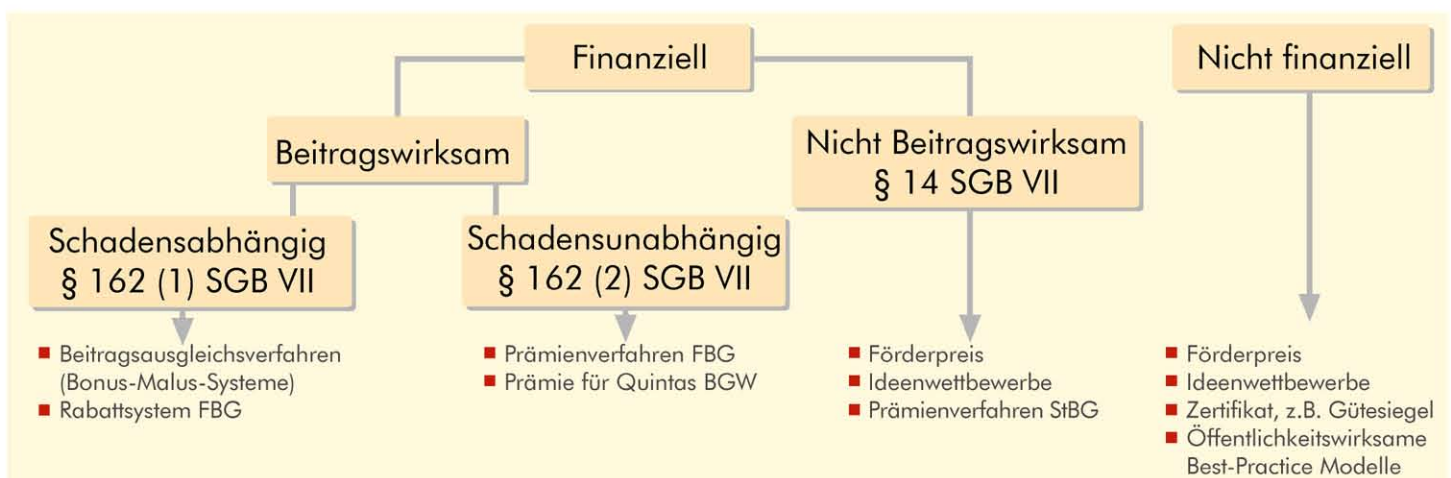 Finanziell
Nicht finanziell
Beitragswirksam
Nicht Beitragswirksam
§ 14 SGB VII
Schadensabhängig
§ 162 (1) SGB VII
Schadensunabhängig
§ 162 (2) SGB VII
Beitragsausgleichsverfahren
(Bonus-Malus-Systeme)
Rabattsystem FBG
Prämienverfahren FBG
Prämie für Quintas BGW
Förderpreis
Ideenwettbewerbe
Prämienverfahren StBG
Förderpreis
Ideenwettbewerbe
Zertifikat, z.B. Gütesiegel
Öffentlichkeitswirksame
Best-Practice Modelle